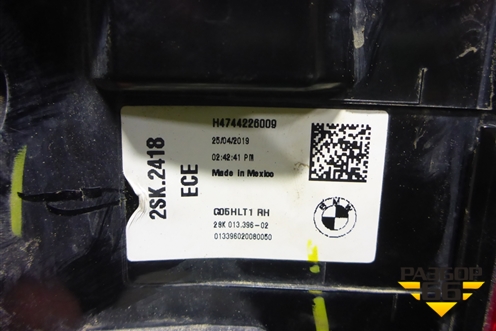 2SK.2418
ECE
H4744226009
25/04/2019
02:42:41 PM
Made in Mexico
G05HLT1 RH
2SK 013.396-02
013396020080050
BMW
РАЗБОР
26